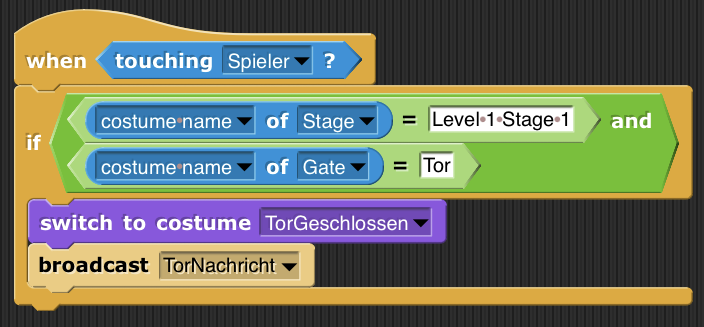 when touching Spieler ?
costume name of Stage = Level 1 Stage 1 and
if
costume name of Gate = Tor
switch to costume TorGeschlossen
broadcast TorNachricht